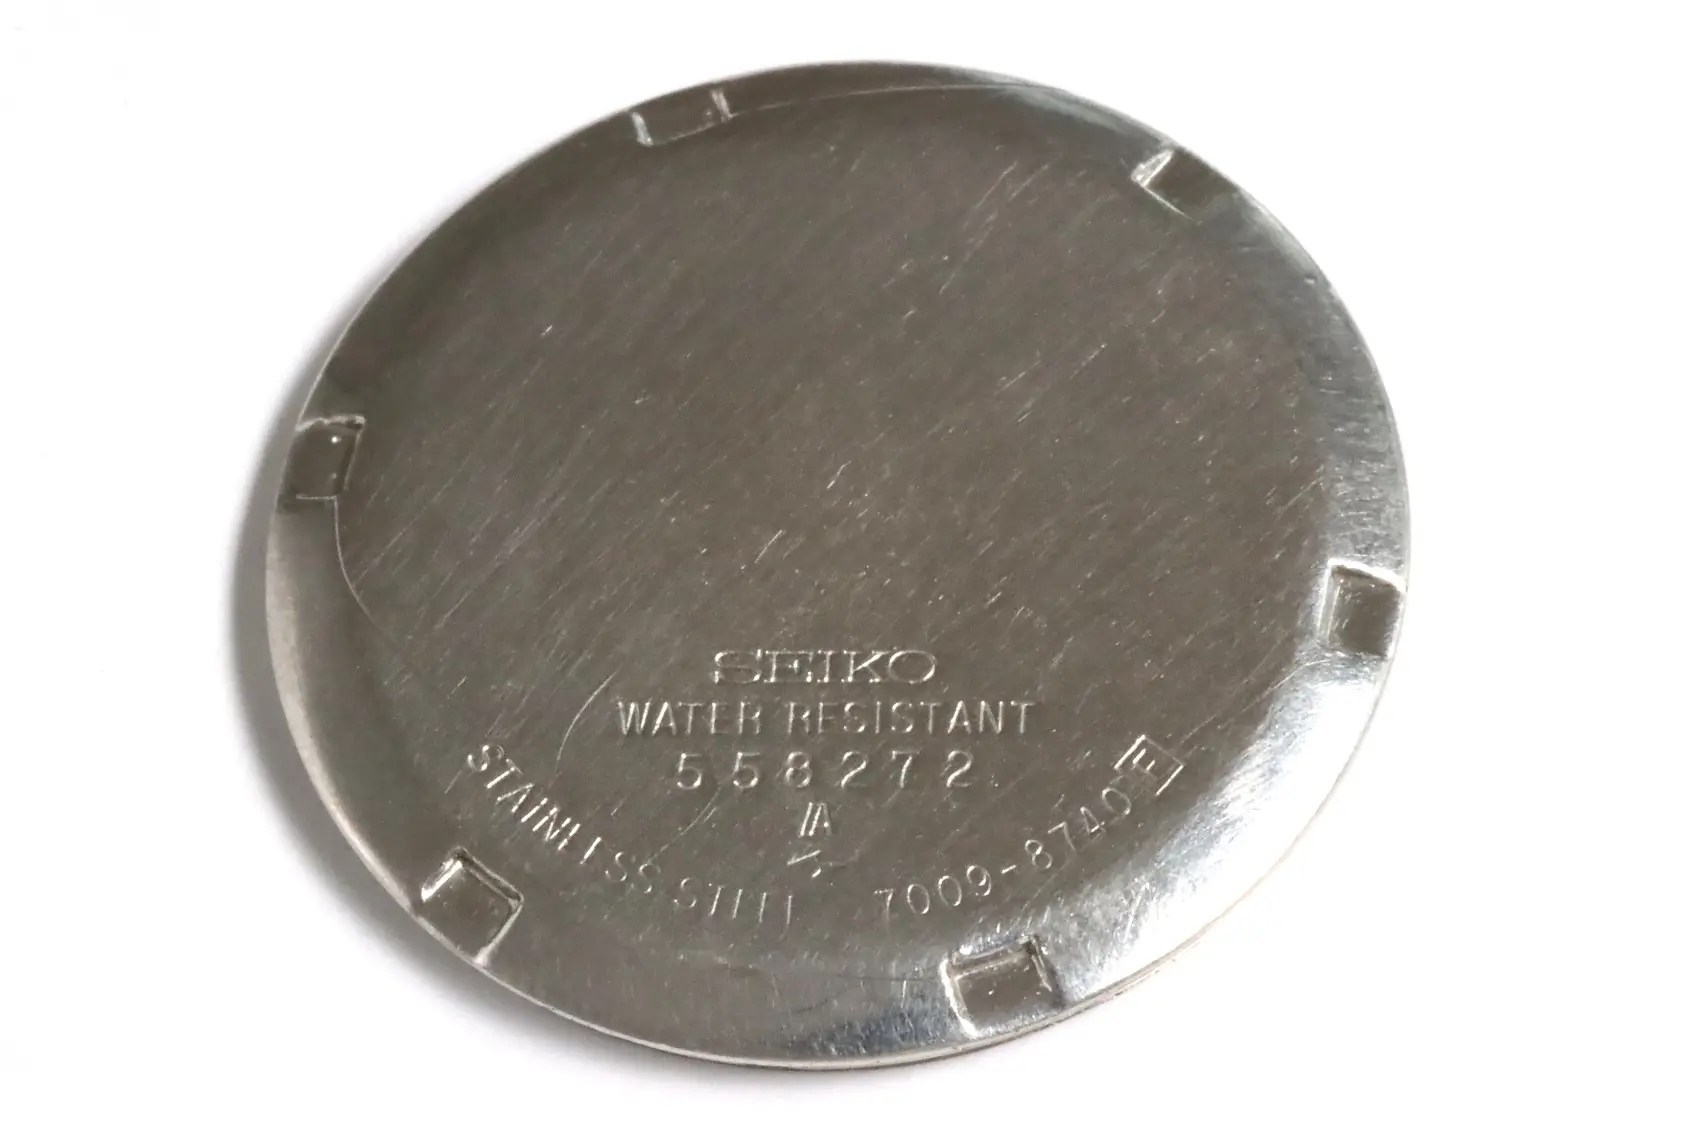 SEIKO
WATER RESISTANT
558272
A
STAINLESS STEEL 7009-8740 F